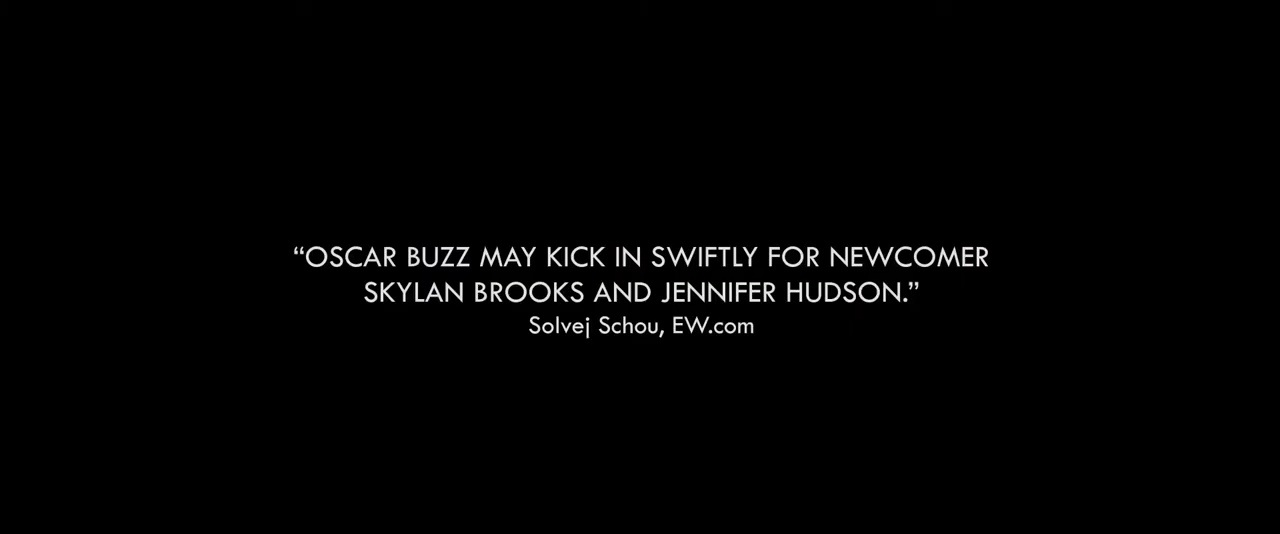 “OSCAR BUZZ MAY KICK IN SWIFTLY FOR NEWCOMER
SKYLAN BROOKS AND JENNIFER HUDSON.”
Solvej Schou, EW.com